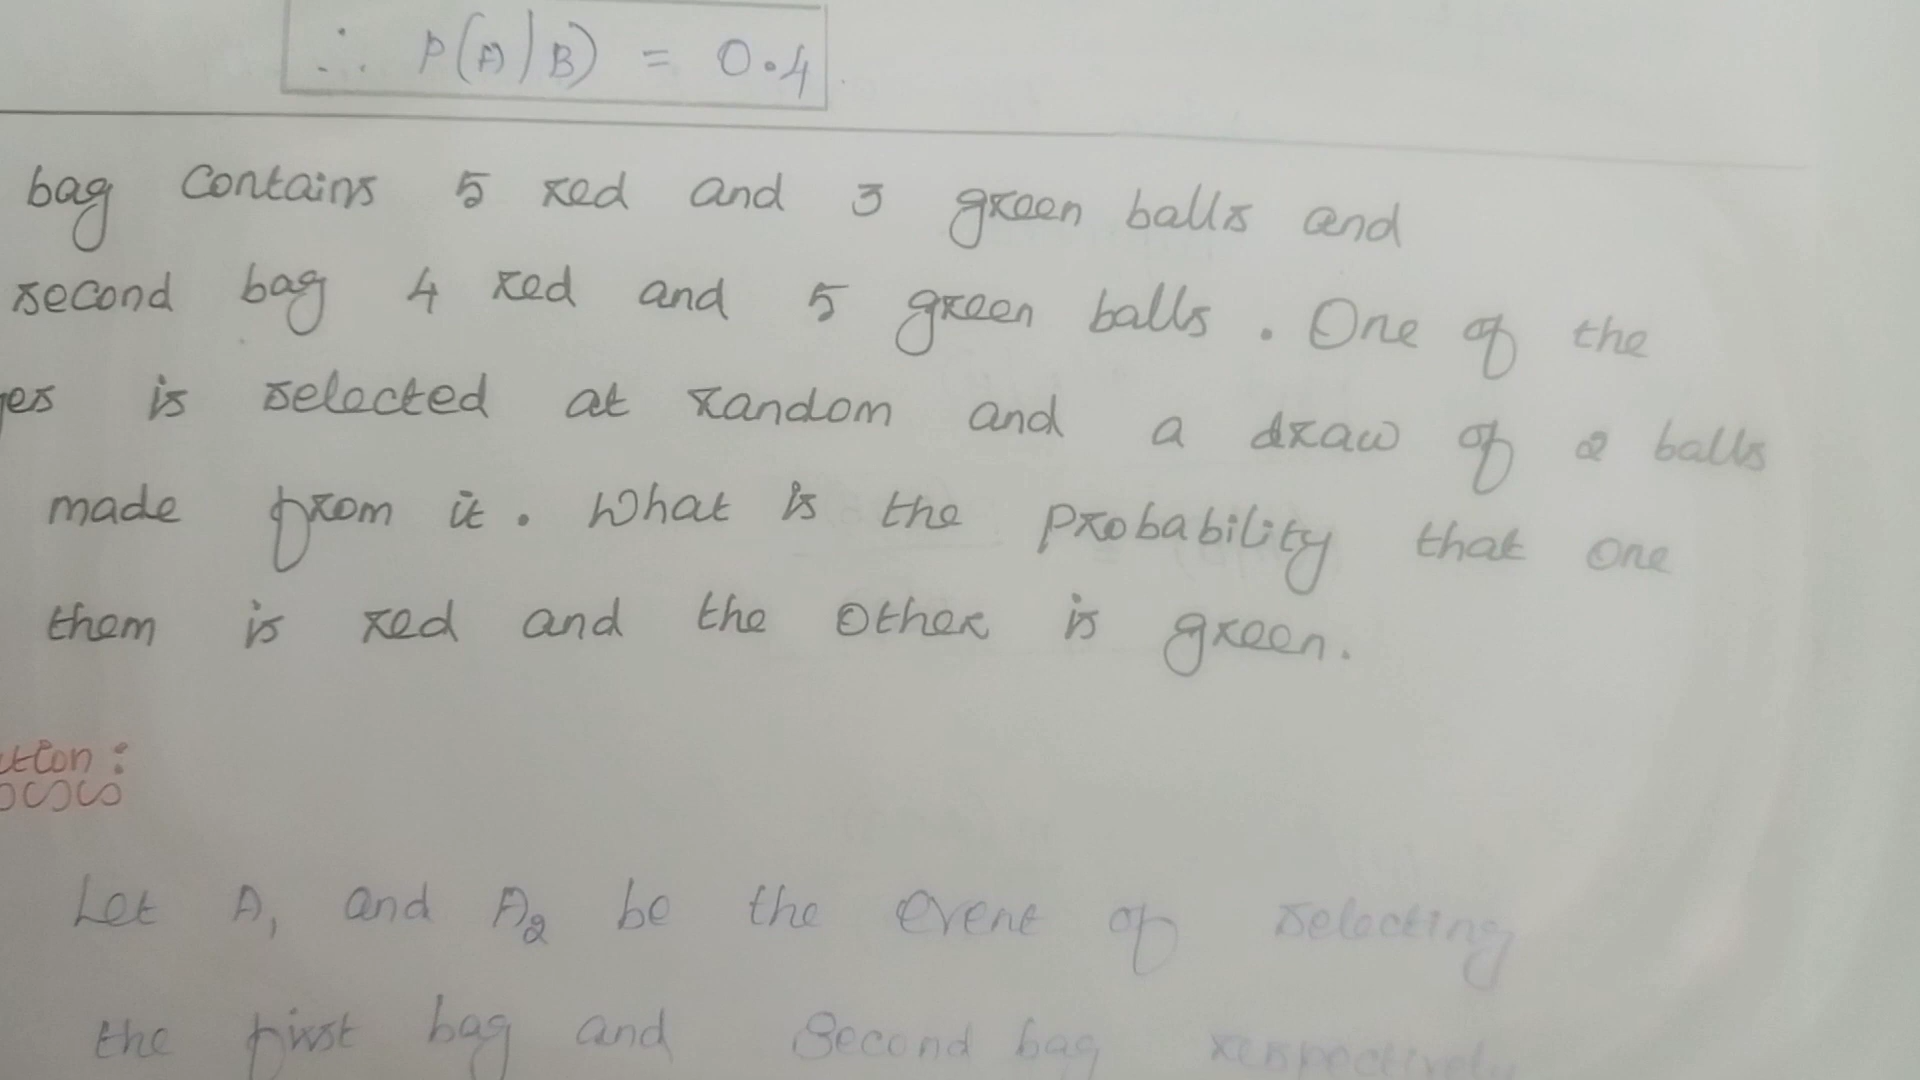 ∴ P(A/B) = 0.4
bag contains 5 red and 3 green balls and
second bag 4 red and 5 green balls. One of the
is selected at random and a draw of 2 balls
made from it. What is the probability that one
them is red and the other is green.
Let A₁ and A₂ be the event of selecting
the first bag and Second bag respectively